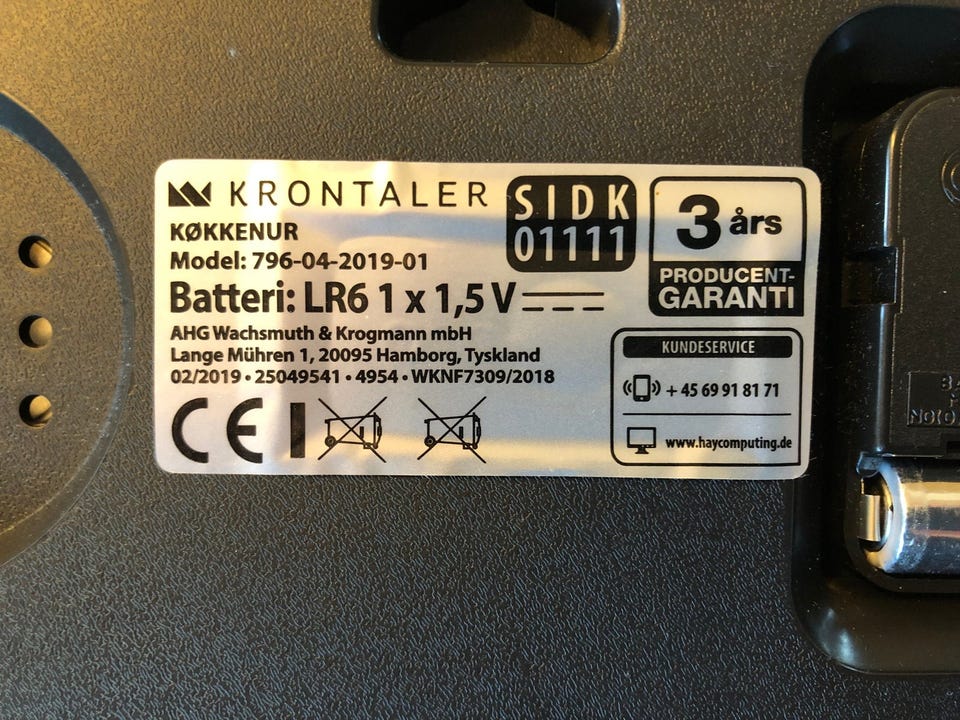 KRONTALER
KØKKENUR
Model: 796-04-2019-01
Batteri: LR6 1 x 1,5 V
AHG Wachsmuth & Krogmann mbH
Lange Mühren 1, 20095 Hamborg, Tyskland
02/2019 • 25049541 • 4954 • WKNF7309/2018
CE
SIDK
01111
3 års
PRODUCENT-
GARANTI
KUNDESERVICE
+ 45 69 91 81 71
www.haycomputing.de